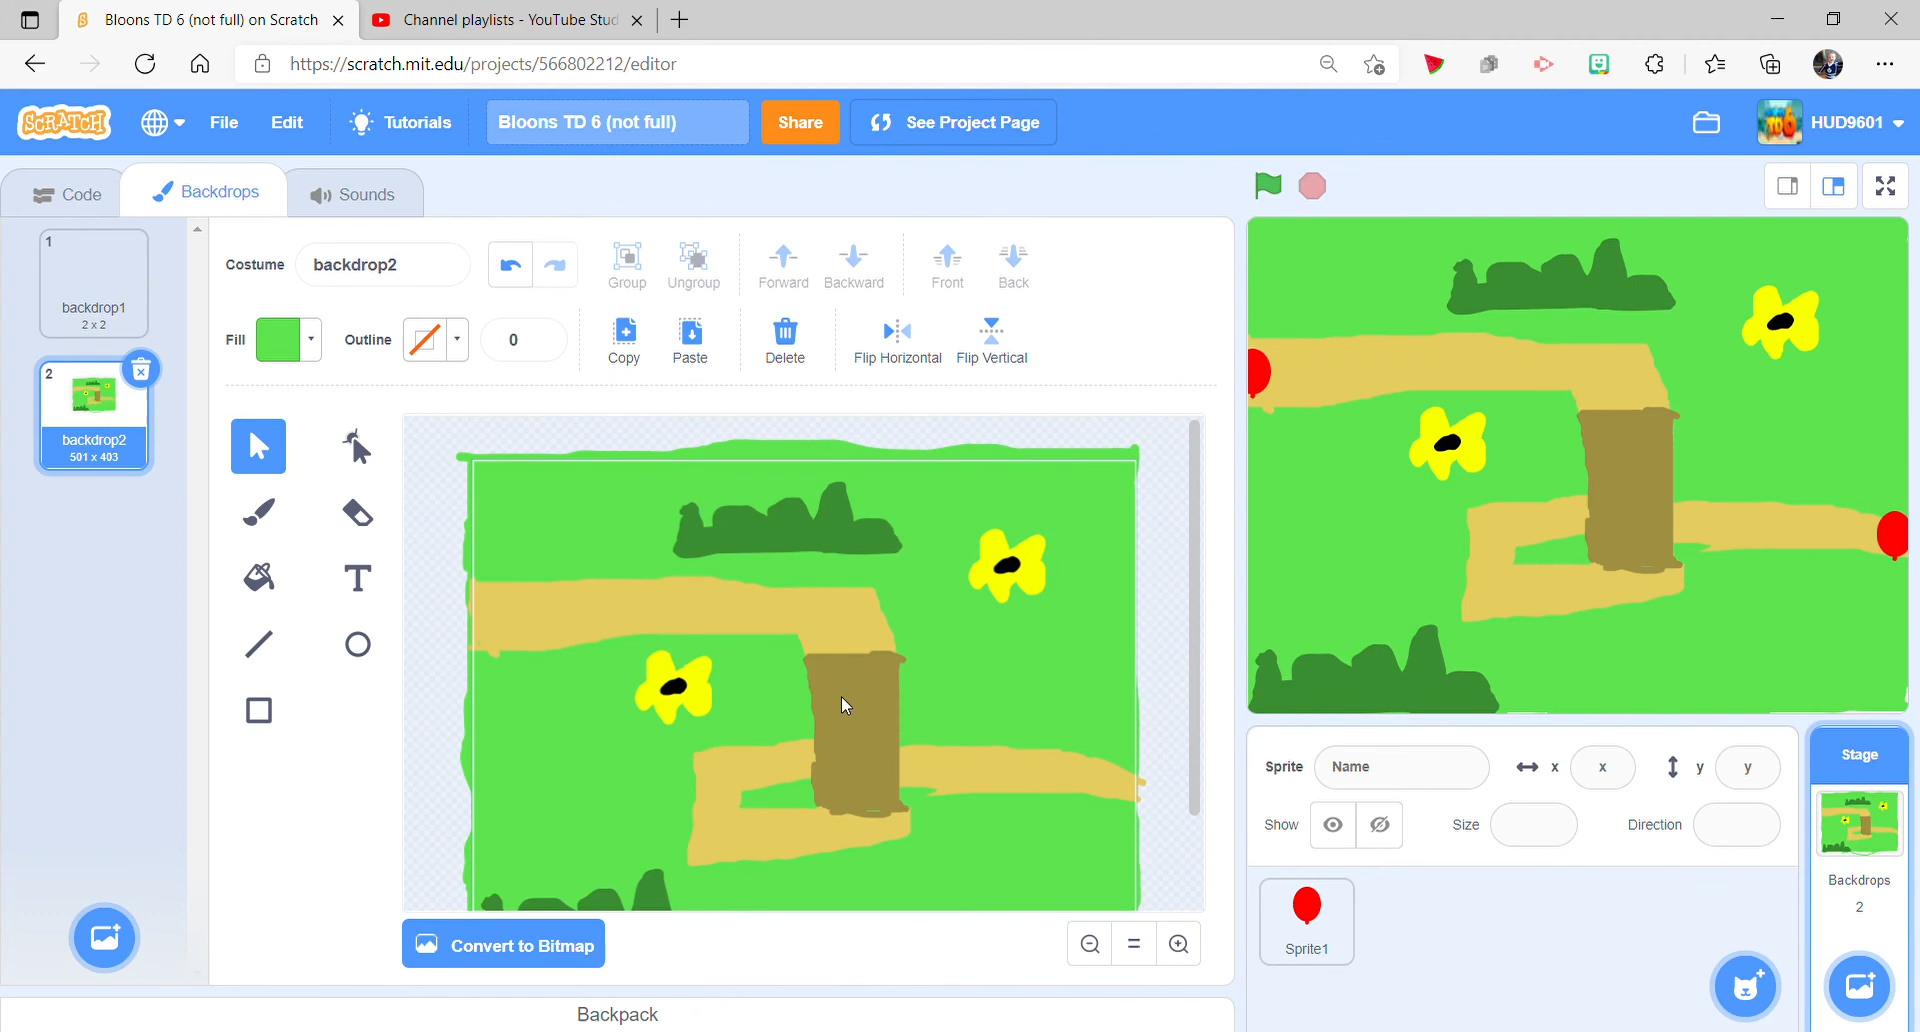 Bloons TD 6 (not full) on Scratch
Channel playlists - YouTube Stud
https://scratch.mit.edu/projects/566802212/editor
SCRATCH
File
Edit
Tutorials
Bloons TD 6 (not full)
Share
See Project Page
HUD9601
Code
Backdrops
Sounds
1
backdrop1
2 x 2
2
backdrop2
501 x 403
Costume
backdrop2
Group
Ungroup
Forward
Backward
Front
Back
Fill
Outline
0
Copy
Paste
Delete
Flip Horizontal
Flip Vertical
T
Convert to Bitmap
Backpack
Sprite
Name
x
x
y
y
Show
Size
Direction
Sprite1
Stage
Backdrops
2